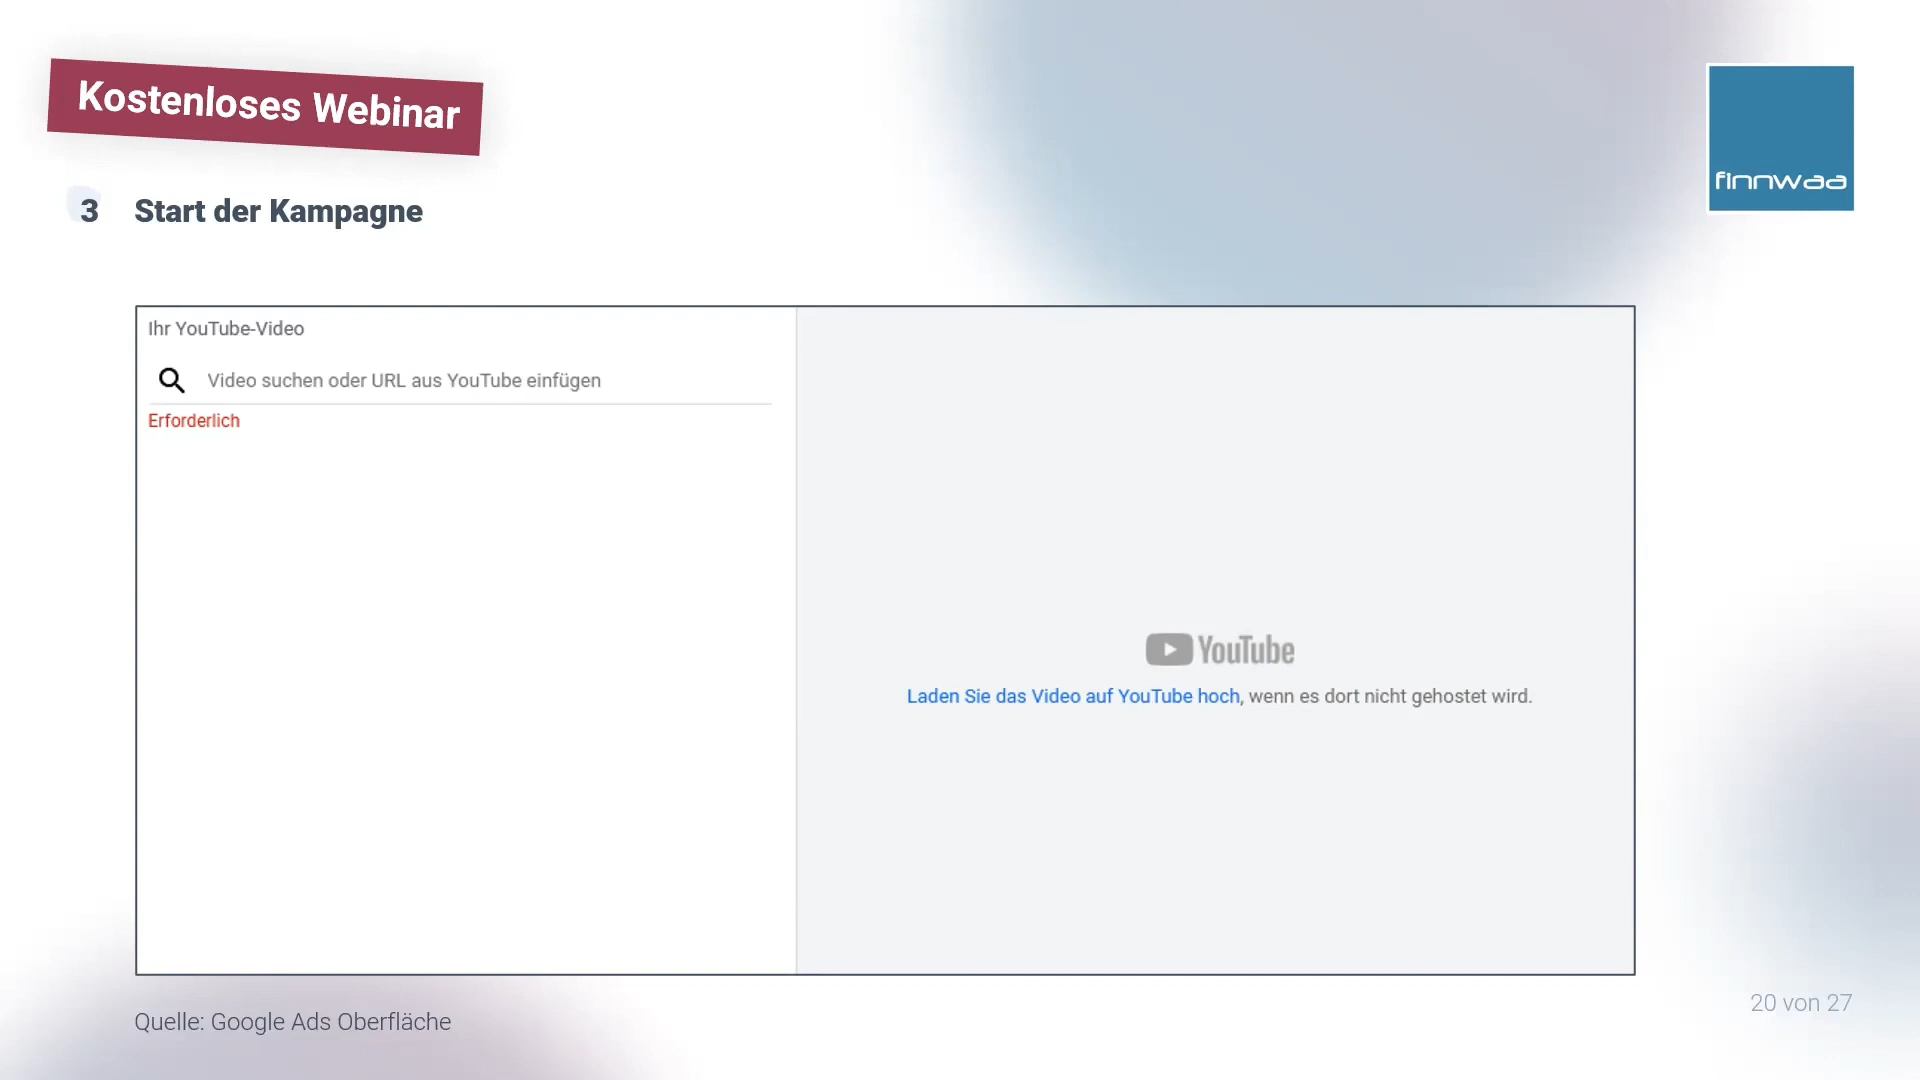 Kostenloses Webinar
finnwaa
3 Start der Kampagne
Ihr YouTube-Video
Video suchen oder URL aus YouTube einfügen
Erforderlich
YouTube
Laden Sie das Video auf YouTube hoch, wenn es dort nicht gehostet wird.
20 von 27
Quelle: Google Ads Oberfläche